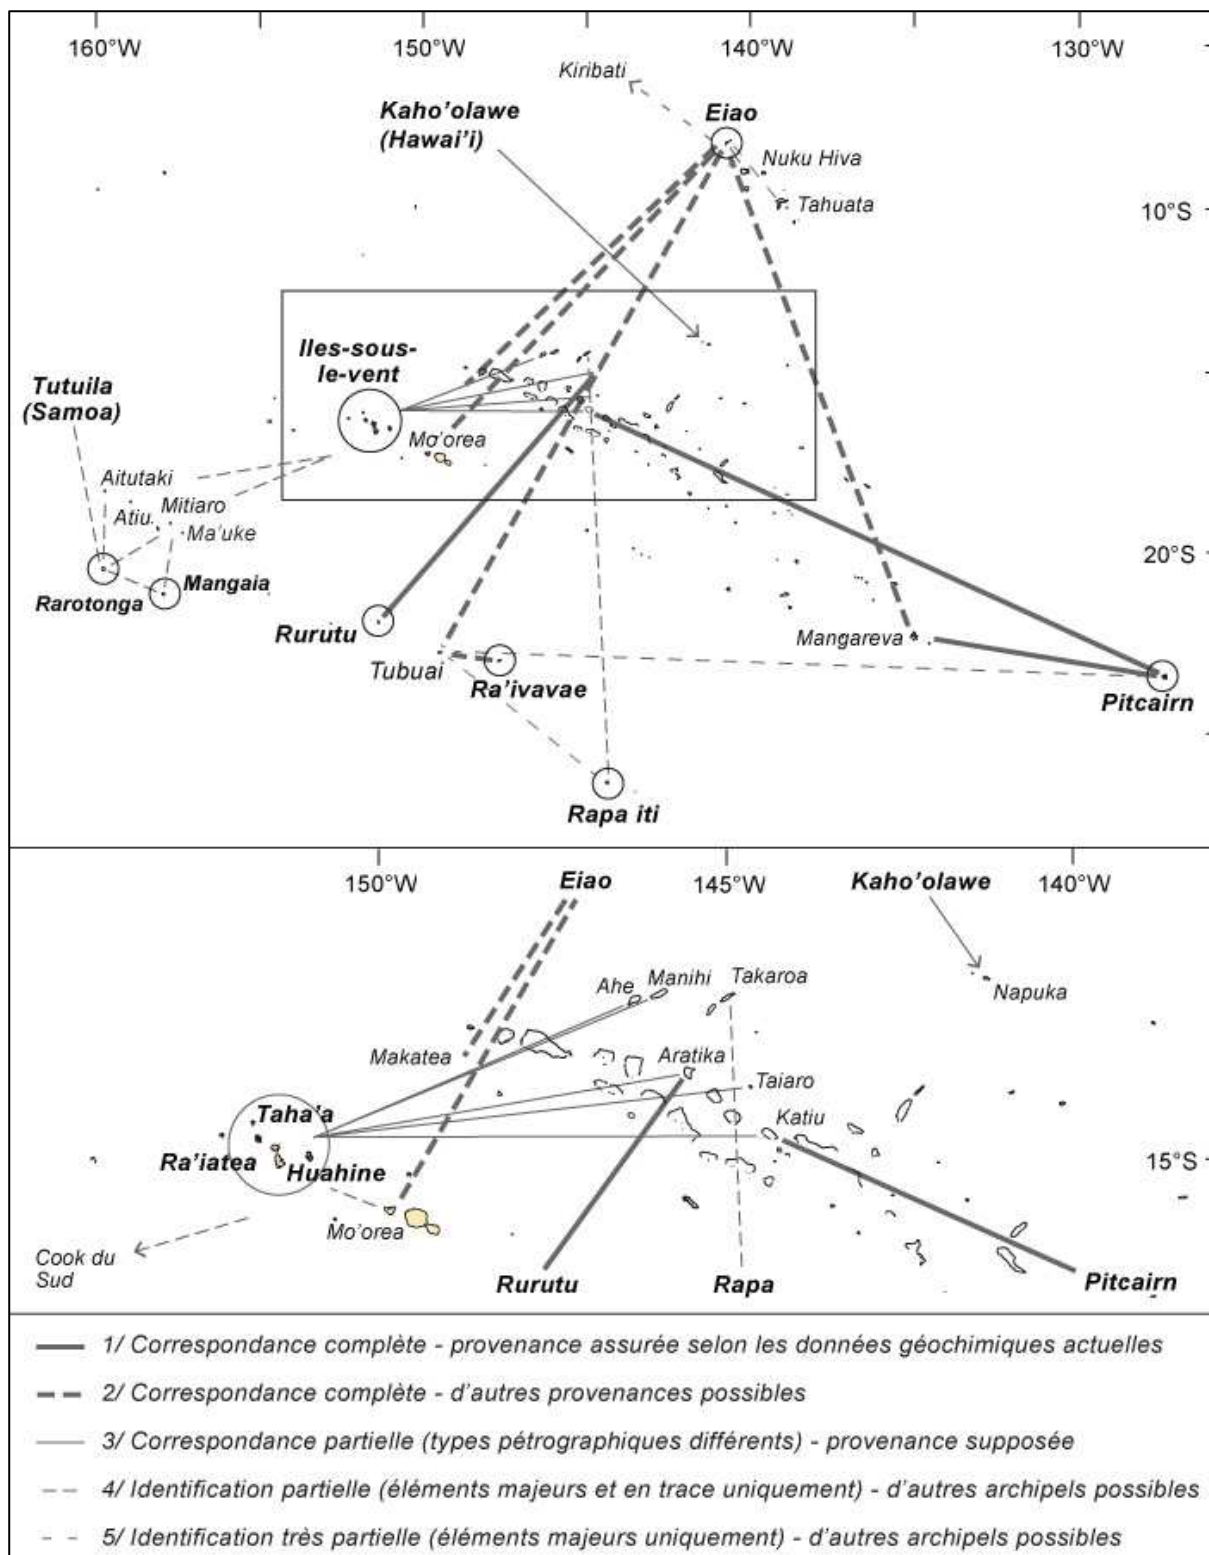 160°W
150°W
140°W
130°W
Kiribati
Kaho'olawe
(Hawai'i)
Eiao
Nuku Hiva
Tahuata
10°S
Iles-sous-
le-vent
Tutuila
(Samoa)
Mo'orea
Aitutaki
Mitiaro
Atiu
Ma'uke
20°S
Rarotonga
Mangaia
Rurutu
Tubuai
Ra'ivavae
Mangareva
Pitcairn
Rapa iti
150°W
Eiao
145°W
Kaho'olawe
140°W
Ahe
Manihi
Takaroa
Napuka
Makatea
Aratika
Taiaro
Taha'a
Katiu
Ra'iatea
Huahine
15°S
Mo'orea
Cook du
Sud
Rurutu
Rapa
Pitcairn
1/ Correspondance complète - provenance assurée selon les données géochimiques actuelles
2/ Correspondance complète - d'autres provenances possibles
3/ Correspondance partielle (types pétrographiques différents) - provenance supposée
4/ Identification partielle (éléments majeurs et en trace uniquement) - d'autres archipels possibles
5/ Identification très partielle (éléments majeurs uniquement) - d'autres archipels possibles